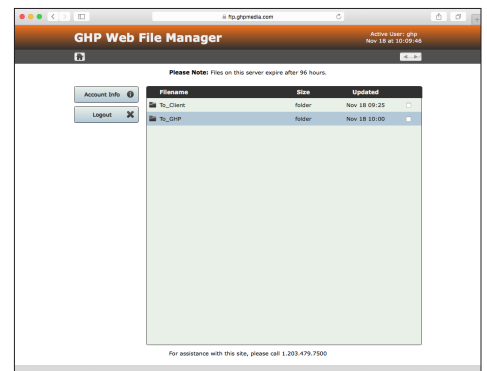 ftp.ghpmedia.com
GHP Web File Manager
Active User: ghp
Nov 18 at 10:09:46
Please Note: Files on this server expire after 96 hours.
Account Info
Logout
Filename Size Updated
To_Client folder Nov 18 09:25
To_GHP folder Nov 18 10:00
For assistance with this site, please call 1.203.479.7500